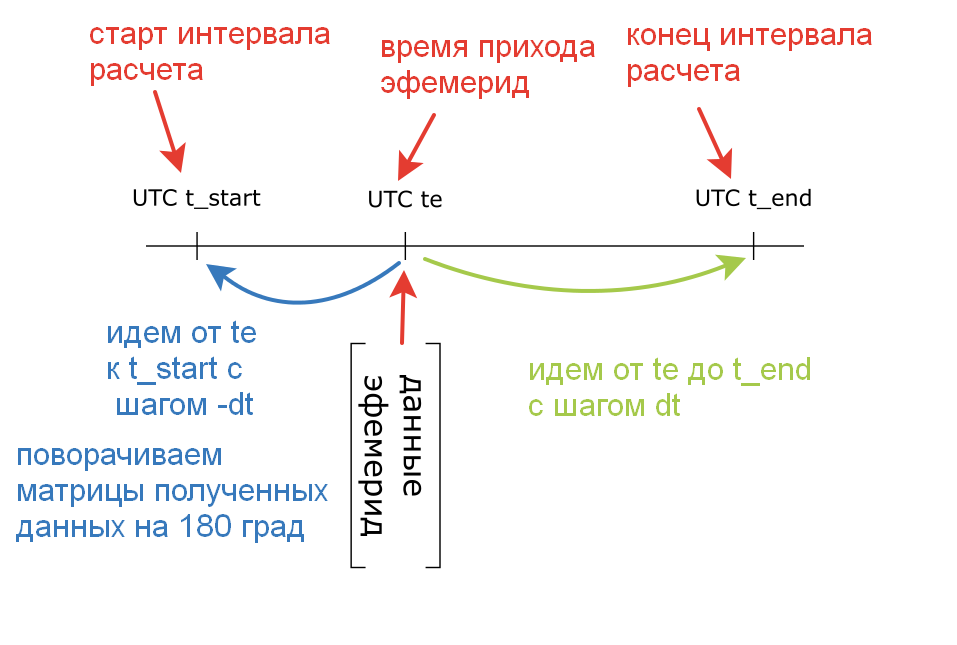 старт интервала
расчета
время прихода
эфемерид
конец интервала
расчета
UTC t_start
UTC te
UTC t_end
идем от te
к t_start с
шагом -dt
поворачиваем
матрицы полученных
данных на 180 град
данные
эфемерид
идем от te до t_end
с шагом dt